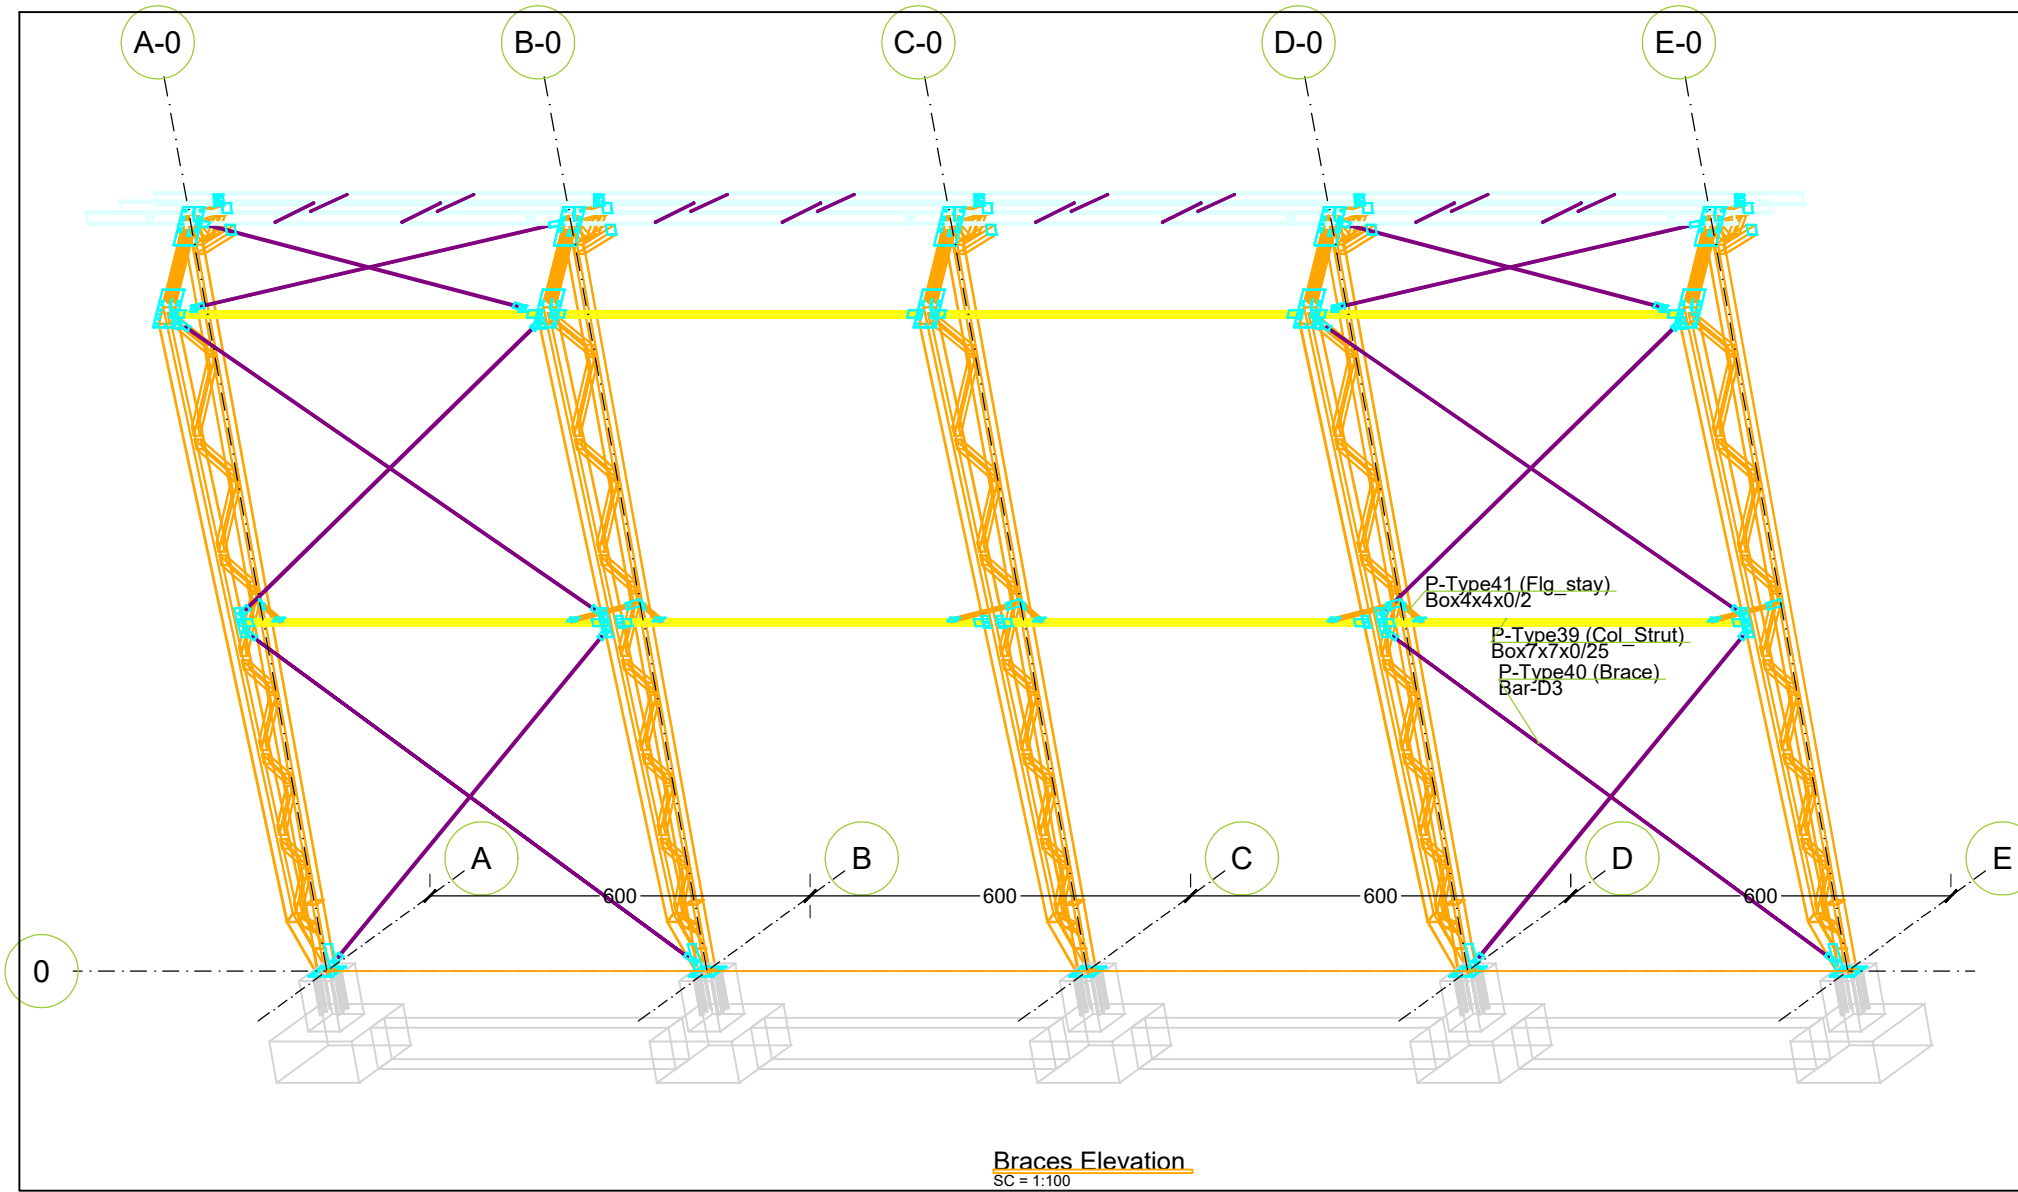 A-0
B-0
C-0
D-0
E-0
P-Type41 (Flg_stay)
Box4x4x0/2
P-Type39 (Col_Strut)
Box7x7x0/25
P-Type40 (Brace)
Bar-D3
A
B
C
D
E
600
600
600
600
0
Braces Elevation
SC = 1:100